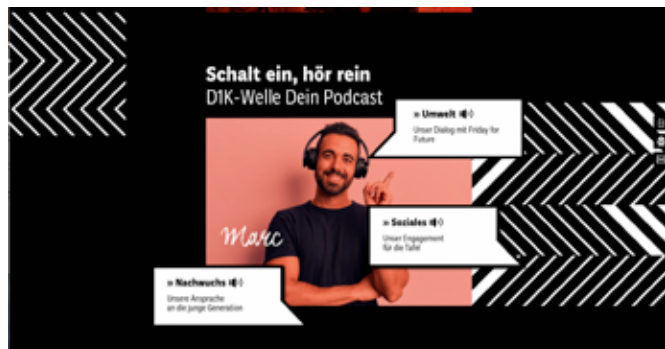 Schalt ein, hör rein
D1K-Welle Dein Podcast
» Umwelt
Unser Dialog mit Friday for
Future
» Soziales
Unser Engagement
für die Tafel
Marc
» Nachwuchs
Unsere Ansprache
an die junge Generation